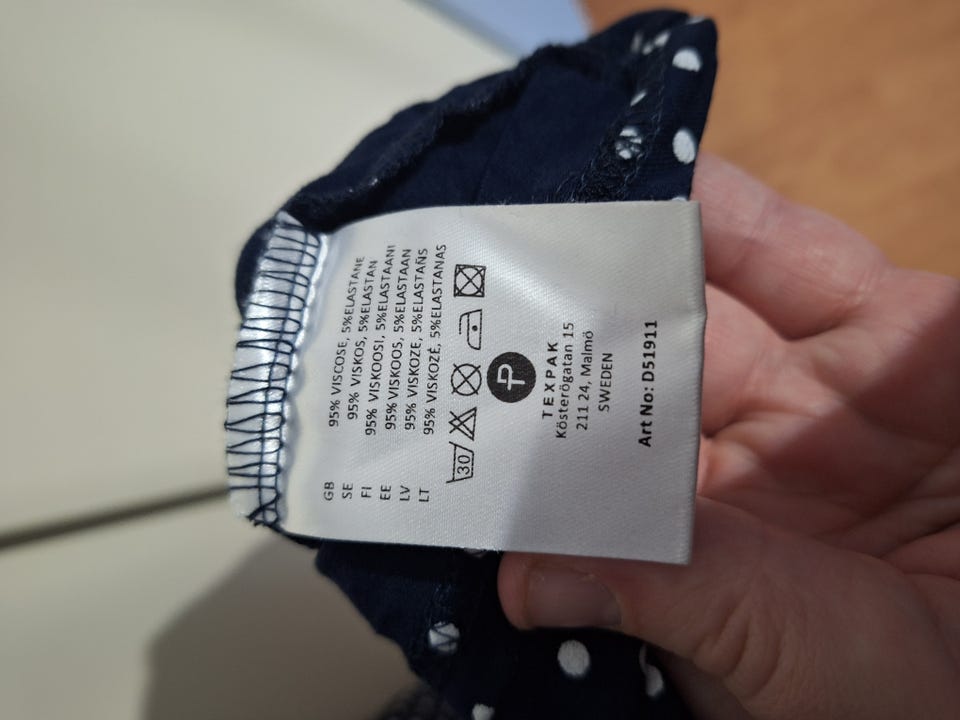 GB 95% VISCOSE, 5%ELASTANE
SE 95% VISKOS, 5%ELASTAN
FI 95% VISKOOSI, 5%ELASTAANI
EE 95% VISKOOS, 5%ELASTAAN
LV 95% VISKOZE, 5%ELASTĀNS
LT 95% VISKOZĖ, 5%ELASTANAS
30
TEXPAK
Kösterögatan 15
211 24, Malmö
SWEDEN
Art No: D51911